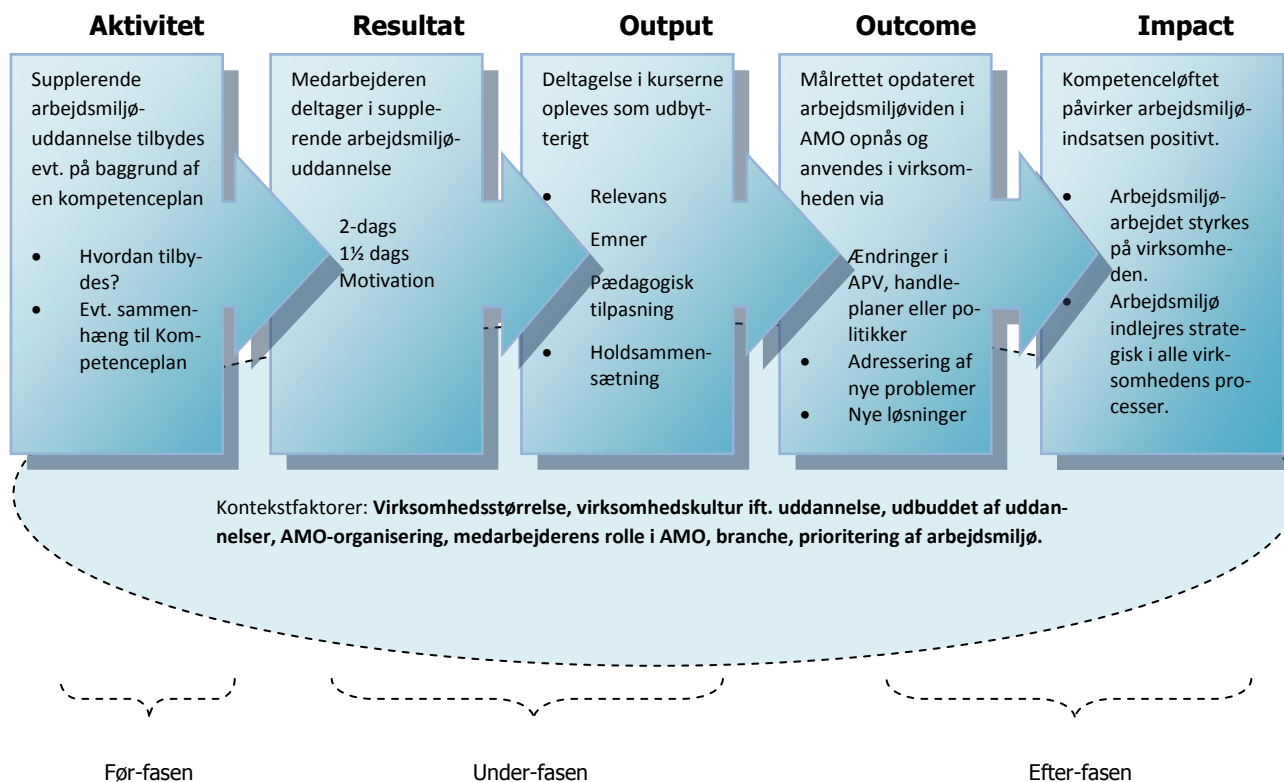 Aktivitet
Supplerende
arbejdsmiljø-
uddannelse tilbydes
evt. på baggrund af
en kompetenceplan
• Hvordan tilby-
des?
• Evt. sammen-
hæng til Kom-
petenceplan
Resultat
Medarbejderen
deltager i supple-
rende arbejdsmiljø-
uddannelse
2-dags
1½ dags
Motivation
Output
Deltagelse i kurserne
opleves som udbyt-
terigt
• Relevans
Emner
Pædagogisk
tilpasning
• Holdsammen-
sætning
Outcome
Målrettet opdateret
arbejdsmiljøviden i
AMO opnås og
anvendes i virksom-
heden via
Ændringer i
APV, handle-
planer eller po-
litikker
• Adressering af
nye problemer
• Nye løsninger
Impact
Kompetenceløftet
påvirker arbejdsmiljø-
indsatsen positivt.
• Arbejdsmiljø-
arbejdet styrkes
på virksomhe-
den.
• Arbejdsmiljø
indlejres strate-
gisk i alle virk-
somhedens pro-
cesser.
Kontekstfaktorer: Virksomhedsstørrelse, virksomhedskultur ift. uddannelse, udbuddet af uddan-
nelser, AMO-organisering, medarbejderens rolle i AMO, branche, prioritering af arbejdsmiljø.
Før-fasen
Under-fasen
Efter-fasen